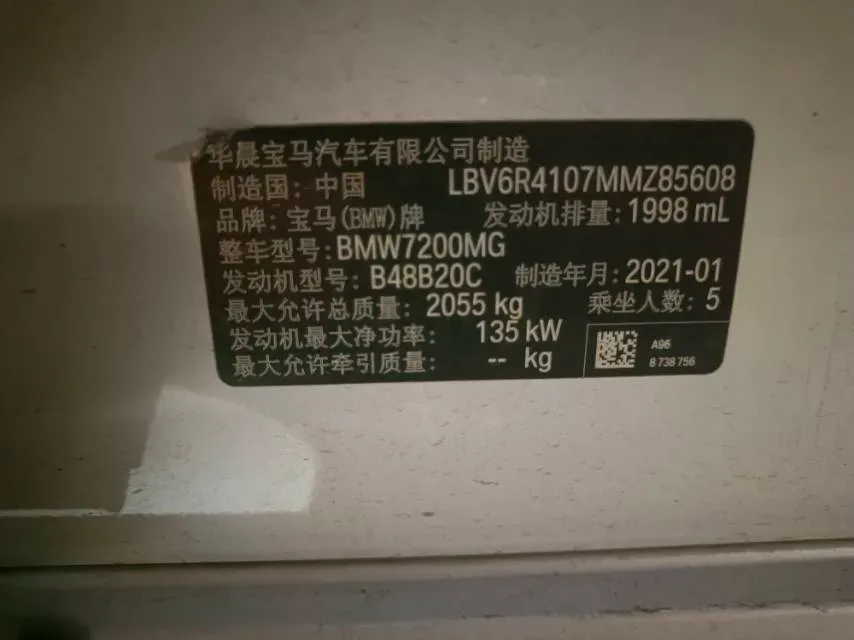 华晨宝马汽车有限公司制造
制造国: 中国 LBV6R4107MMZ85608
品牌: 宝马(BMW)牌 发动机排量: 1998 mL
整车型号: BMW7200MG
发动机型号: B48B20C 制造年月: 2021-01
最大允许总质量: 2055 kg 乘坐人数: 5
发动机最大净功率: 135 kW
最大允许牵引质量: -- kg
A96
8 738 756